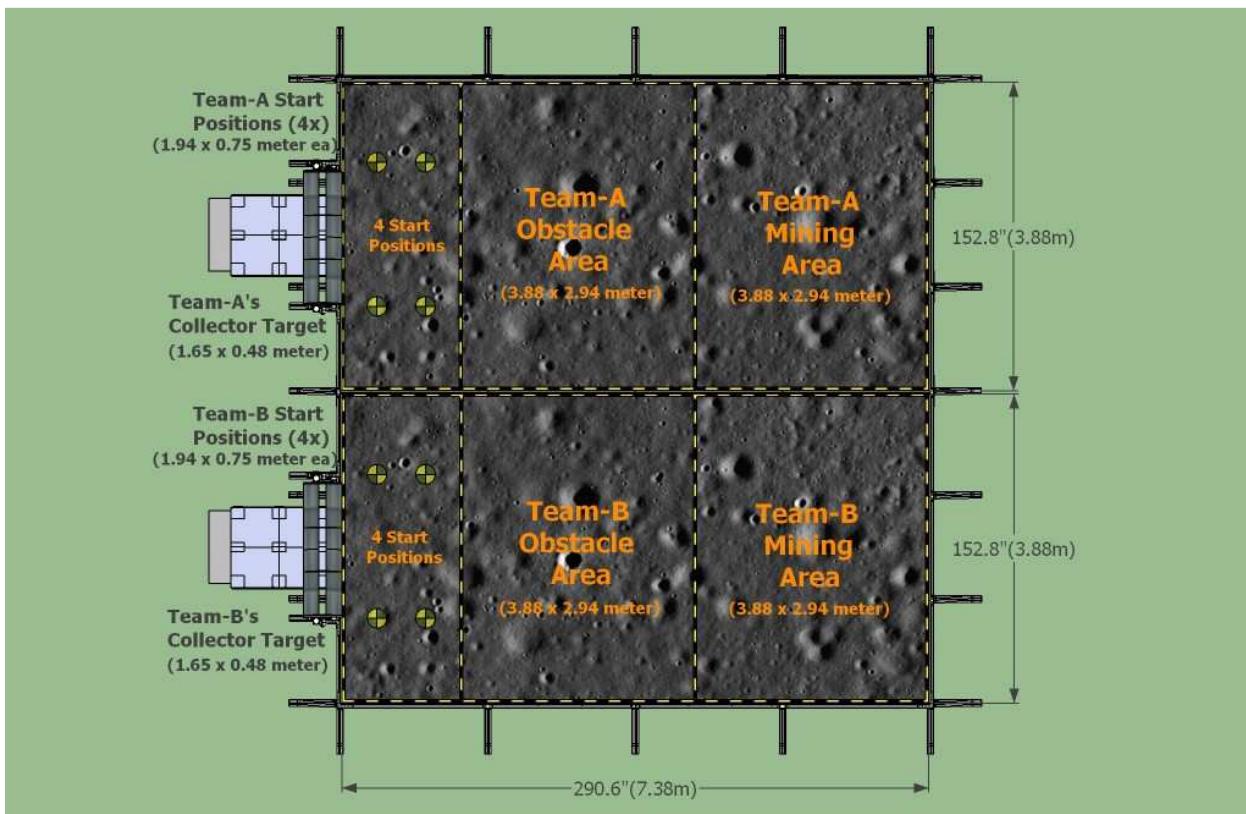 Team-A Start
Positions (4x)
(1.94 x 0.75 meter ea)
4 Start
Positions
Team-A
Obstacle
Area
(3.88 x 2.94 meter)
Team-A
Mining
Area
(3.88 x 2.94 meter)
152.8"(3.88m)
Team-A's
Collector Target
(1.65 x 0.48 meter)
Team-B Start
Positions (4x)
(1.94 x 0.75 meter ea)
4 Start
Positions
Team-B
Obstacle
Area
(3.88 x 2.94 meter)
Team-B
Mining
Area
(3.88 x 2.94 meter)
152.8"(3.88m)
Team-B's
Collector Target
(1.65 x 0.48 meter)
290.6"(7.38m)